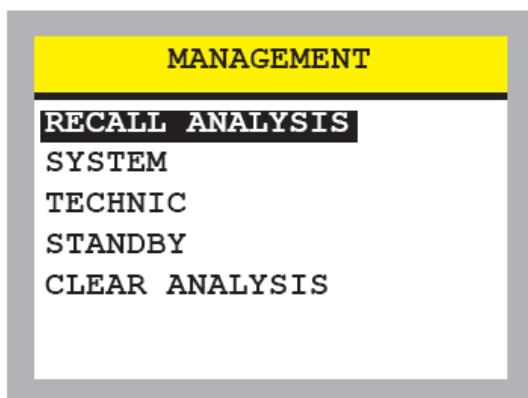 MANAGEMENT
RECALL ANALYSIS
SYSTEM
TECHNIC
STANDBY
CLEAR ANALYSIS